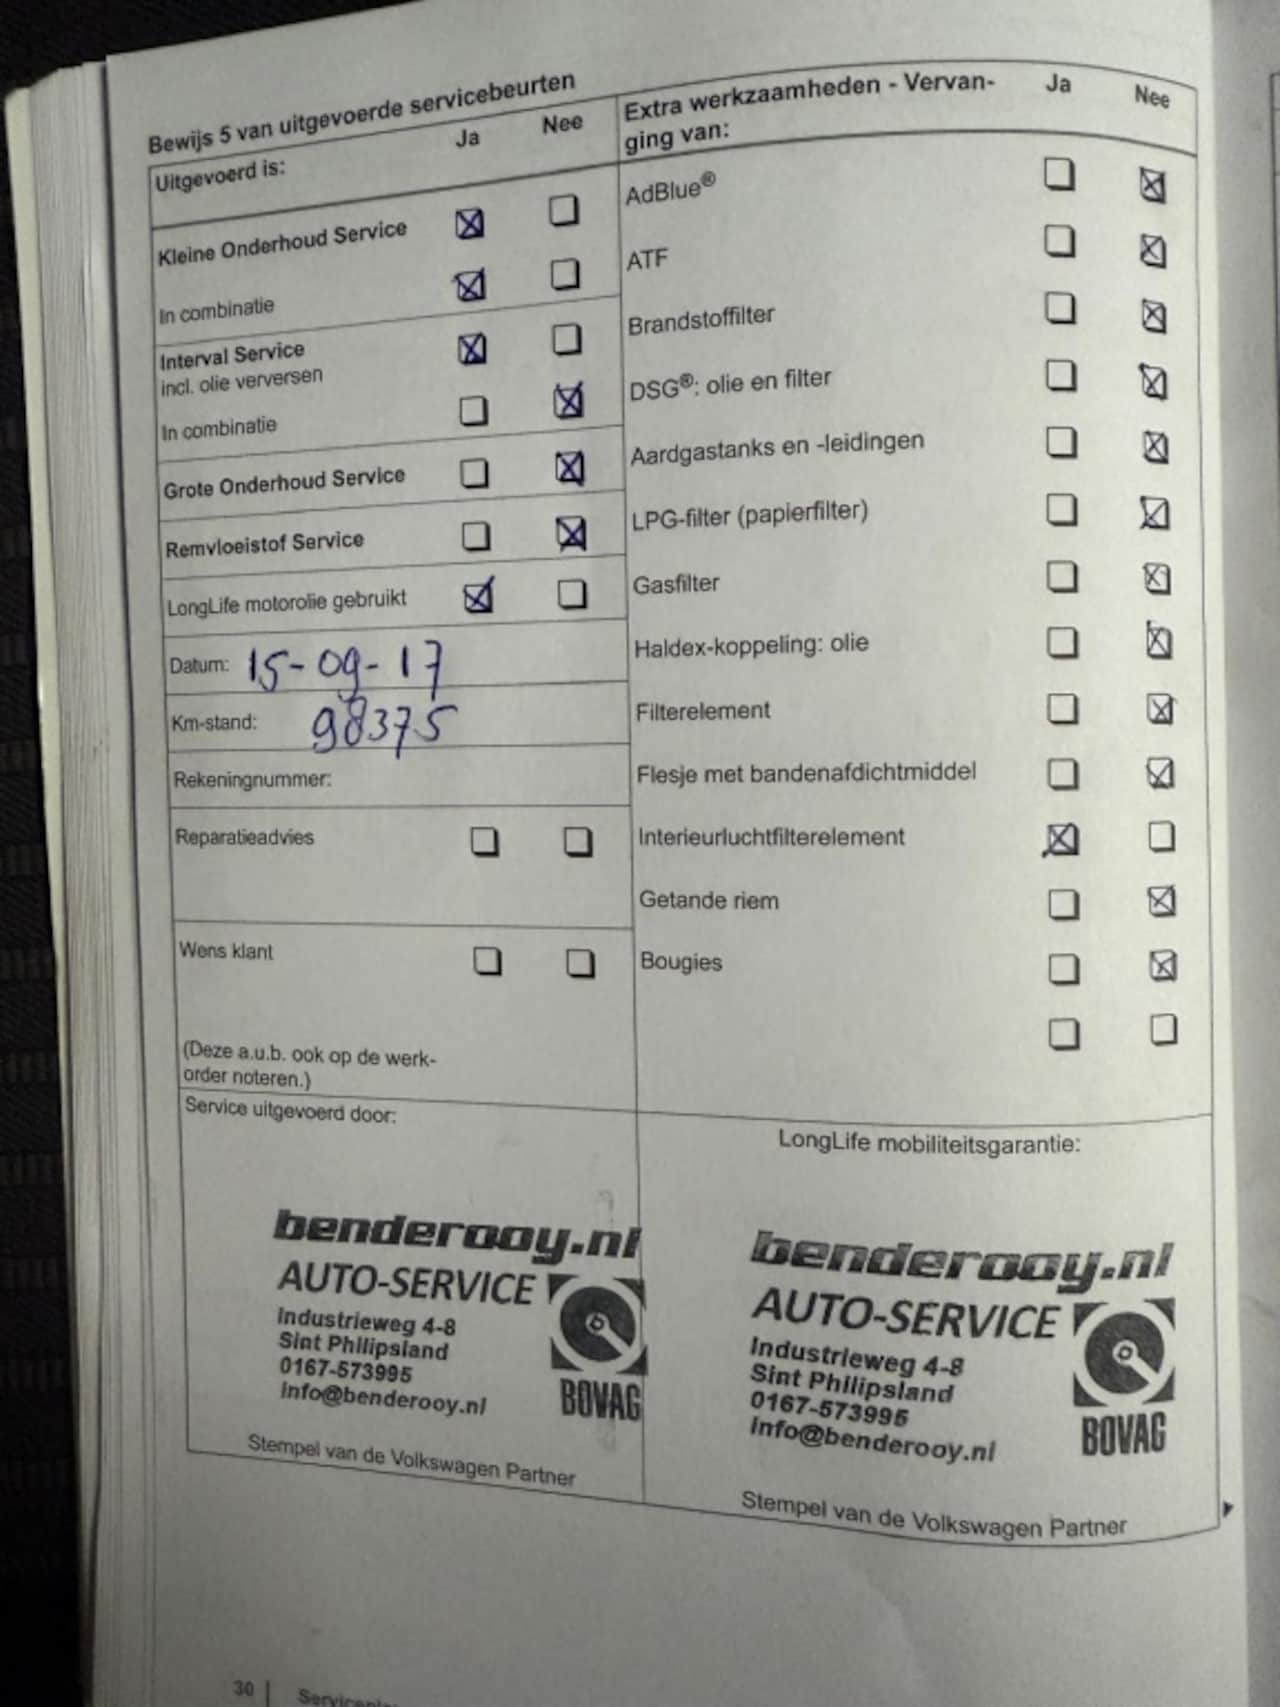 Bewijs 5 van uitgevoerde servicebeurten
Uitgevoerd is:
Ja
Nee
Kleine Onderhoud Service
In combinatie
Interval Service
incl. olie verversen
In combinatie
Grote Onderhoud Service
Remvloeistof Service
LongLife motorolie gebruikt
Datum: 15-09-17
Km-stand: 98375
Rekeningnummer:
Reparatieadvies
Wens klant
(Deze a.u.b. ook op de werk-
order noteren.)
Service uitgevoerd door:
benderooy.nl
AUTO-SERVICE
Industrieweg 4-8
Sint Philipsland
0167-573995
info@benderooy.nl
BOVAG
Stempel van de Volkswagen Partner
Extra werkzaamheden - Vervan-
ging van:
Ja
Nee
AdBlue®
ATF
Brandstoffilter
DSG®: olie en filter
Aardgastanks en -leidingen
LPG-filter (papierfilter)
Gasfilter
Haldex-koppeling: olie
Filterelement
Flesje met bandenafdichtmiddel
Interieurluchtfilterelement
Getande riem
Bougies
LongLife mobiliteitsgarantie:
benderooy.nl
AUTO-SERVICE
Industrieweg 4-8
Sint Philipsland
0167-573995
info@benderooy.nl
BOVAG
Stempel van de Volkswagen Partner
30